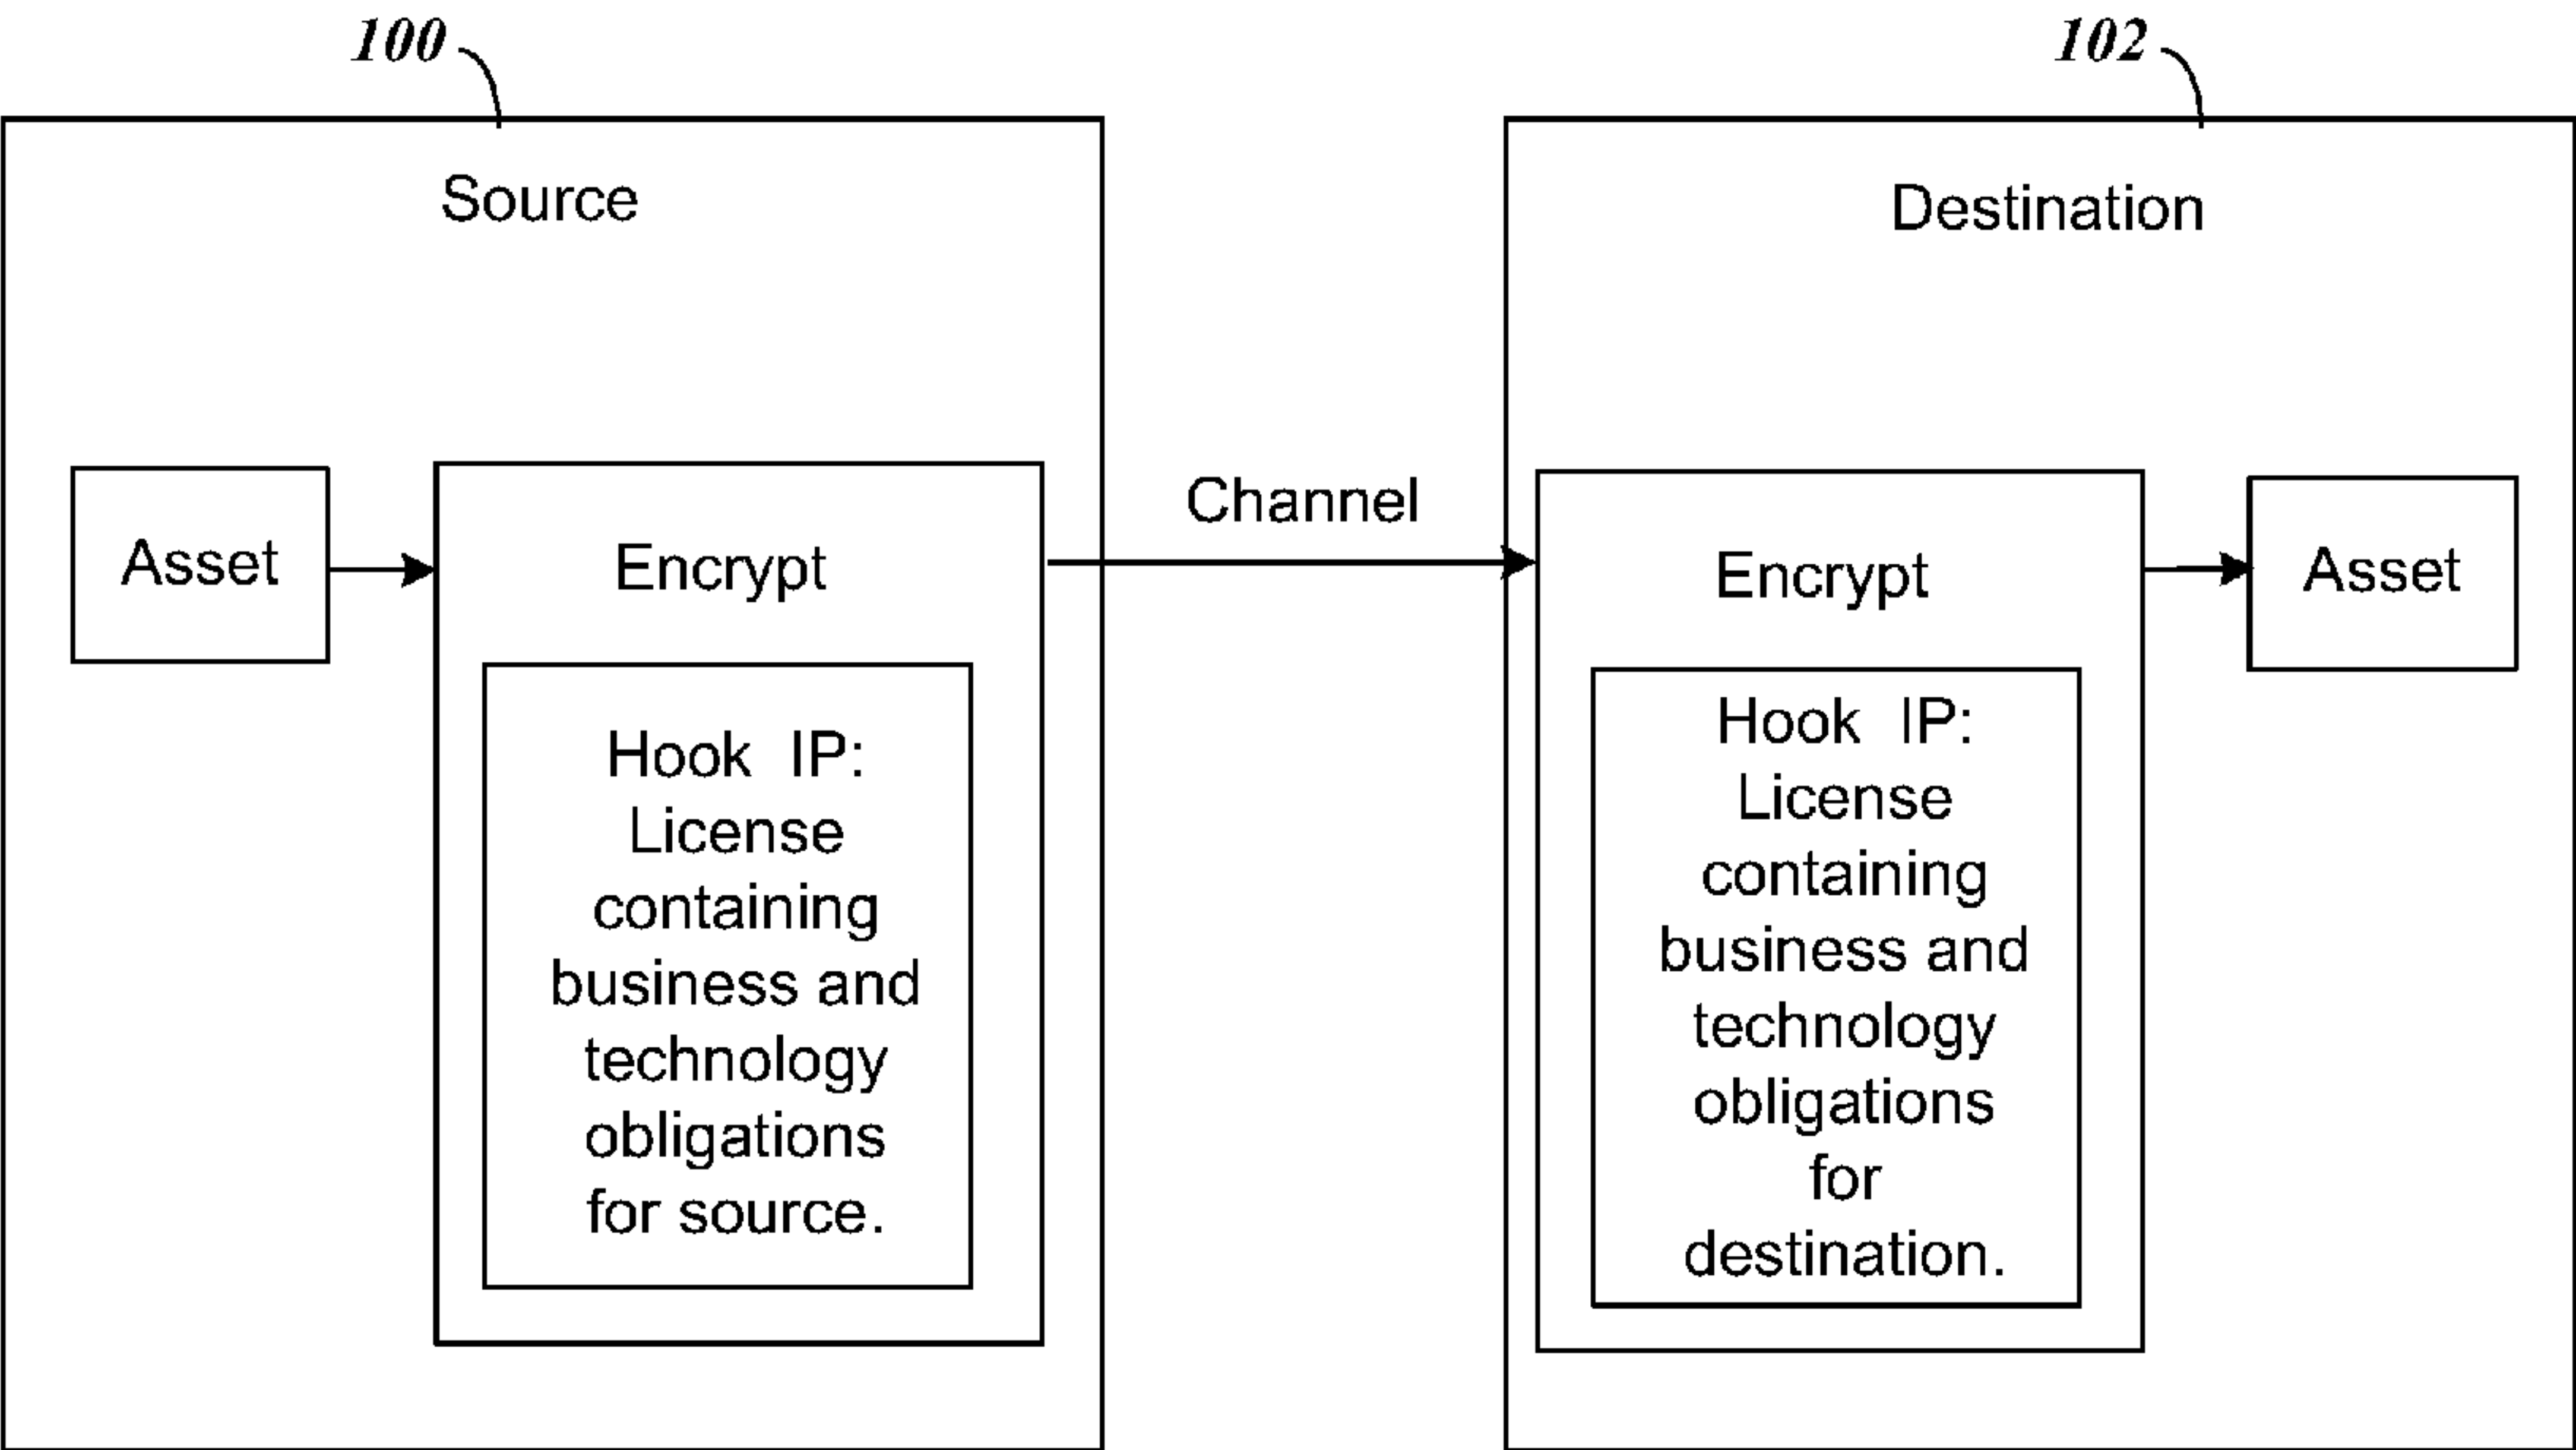 100
102
Source
Destination
Asset
Encrypt
Hook IP:
License
containing
business and
technology
obligations
for source.
Channel
Encrypt
Hook IP:
License
containing
business and
technology
obligations
for
destination.
Asset